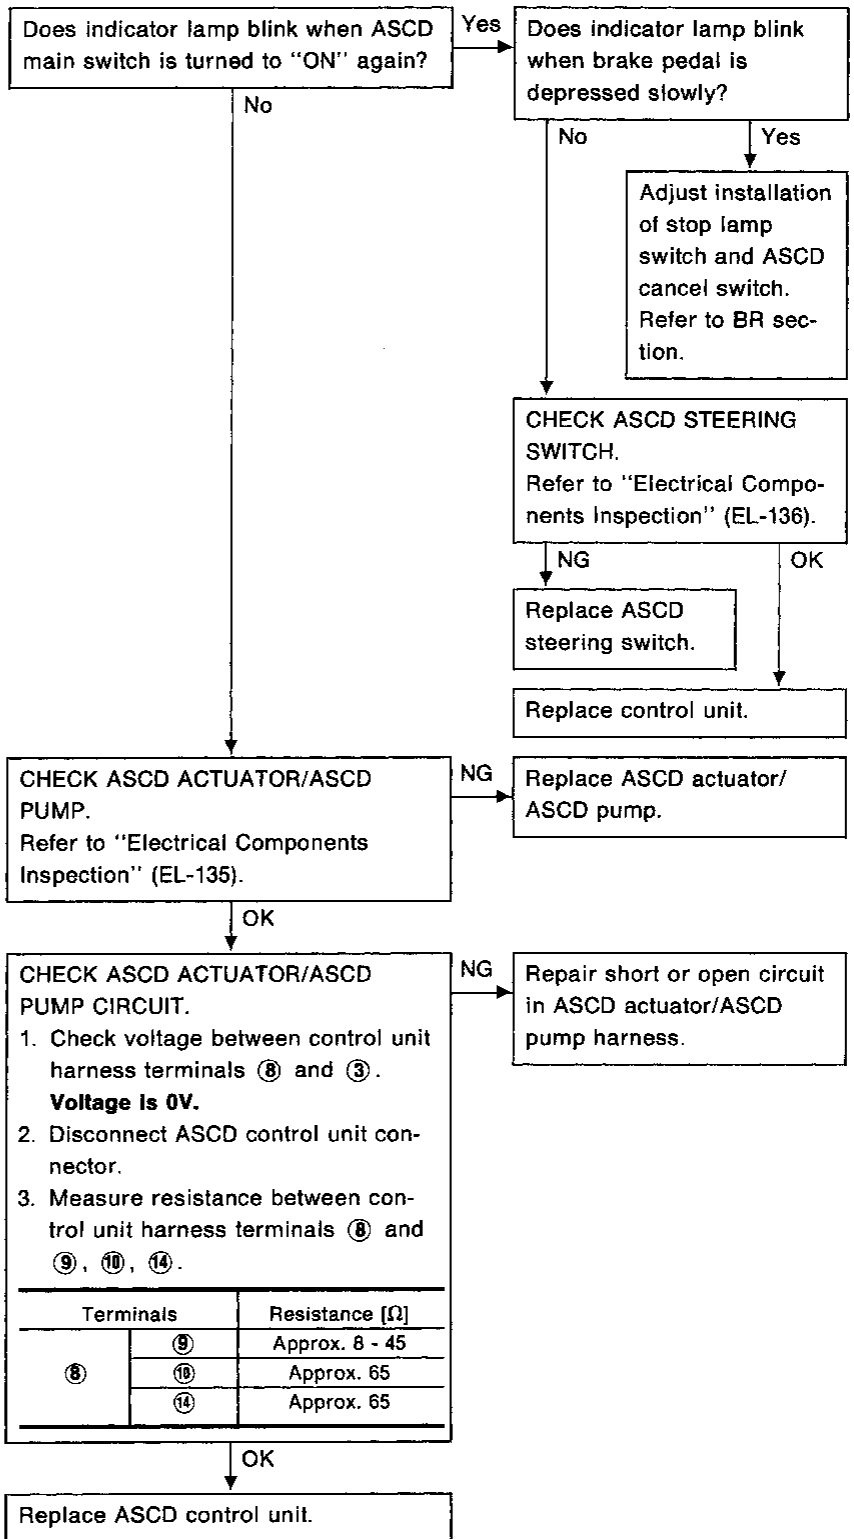 Does indicator lamp blink when ASCD
main switch is turned to "ON" again?
Yes
Does indicator lamp blink
when brake pedal is
depressed slowly?
No
No
Yes
Adjust installation
of stop lamp
switch and ASCD
cancel switch.
Refer to BR sec-
tion.
CHECK ASCD STEERING
SWITCH.
Refer to "Electrical Compo-
nents Inspection" (EL-136).
NG
OK
Replace ASCD
steering switch.
Replace control unit.
CHECK ASCD ACTUATOR/ASCD
PUMP.
Refer to "Electrical Components
Inspection" (EL-135).
NG
Replace ASCD actuator/
ASCD pump.
OK
CHECK ASCD ACTUATOR/ASCD
PUMP CIRCUIT.
1. Check voltage between control unit
harness terminals ⑧ and ③.
Voltage is 0V.
2. Disconnect ASCD control unit con-
nector.
3. Measure resistance between con-
trol unit harness terminals ⑧ and
⑨, ⑩, ⑭.
Terminals Resistance [Ω]
⑧ ⑨ Approx. 8 - 45
⑩ Approx. 65
⑭ Approx. 65
NG
Repair short or open circuit
in ASCD actuator/ASCD
pump harness.
OK
Replace ASCD control unit.